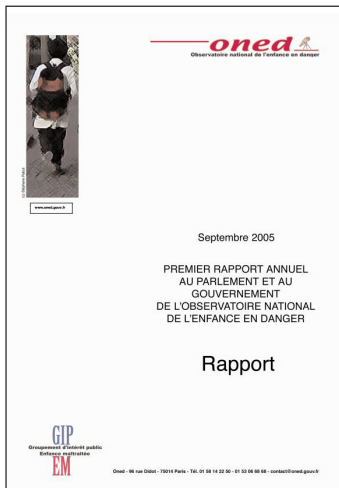 oned
Observatoire national de l'enfance en danger
www.oned.gouv.fr
Septembre 2005
PREMIER RAPPORT ANNUEL
AU PARLEMENT ET AU
GOUVERNEMENT
DE L'OBSERVATOIRE NATIONAL
DE L'ENFANCE EN DANGER
Rapport
GIP
Groupement d'intérêt public
Enfance maltraitée
EM
Oned - 96 rue Didot - 75014 Paris - Tél. 01 58 14 22 50 - 01 53 06 68 68 - contact@oned.gouv.fr